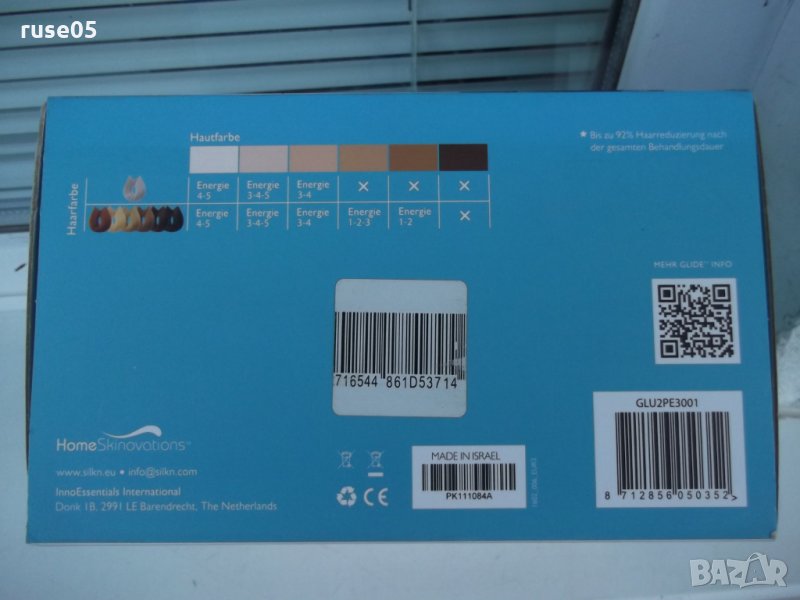 ruse05
Hautfarbe
* Bis zu 92% Haarreduzierung nach
der gesamten Behandlungsdauer
Haarfarbe
Energie Energie Energie X X X
4-5 3-4-5 3-4
Energie Energie Energie Energie Energie X
4-5 3-4-5 3-4 1-2-3 1-2
MEHR GLIDE™ INFO
716544 861D53714
GLU2PE3001
8 712856 050352>
HomeSkinovations™
www.silkn.eu • info@silkn.com
InnoEssentials International
Donk 1B, 2991 LE Barendrecht, The Netherlands
CE
MADE IN ISRAEL
PK111084A
BAZAR